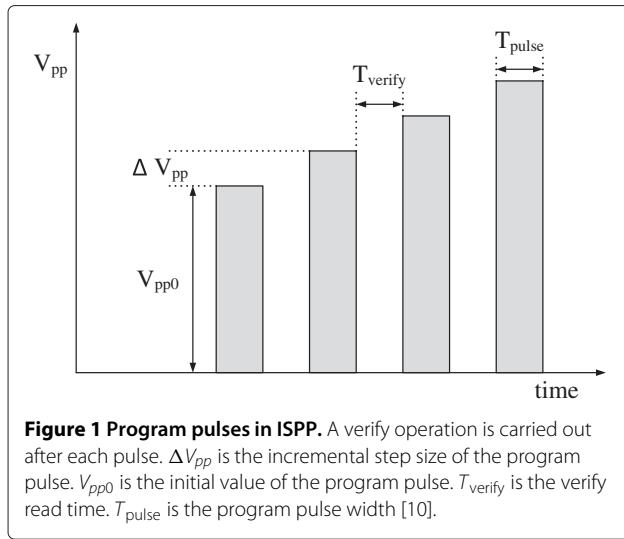 V_pp
T_pulse
T_verify
Δ V_pp
V_pp0
time
Figure 1 Program pulses in ISPP. A verify operation is carried out
after each pulse. ΔV_pp is the incremental step size of the program
pulse. V_pp0 is the initial value of the program pulse. T_verify is the verify
read time. T_pulse is the program pulse width [10].